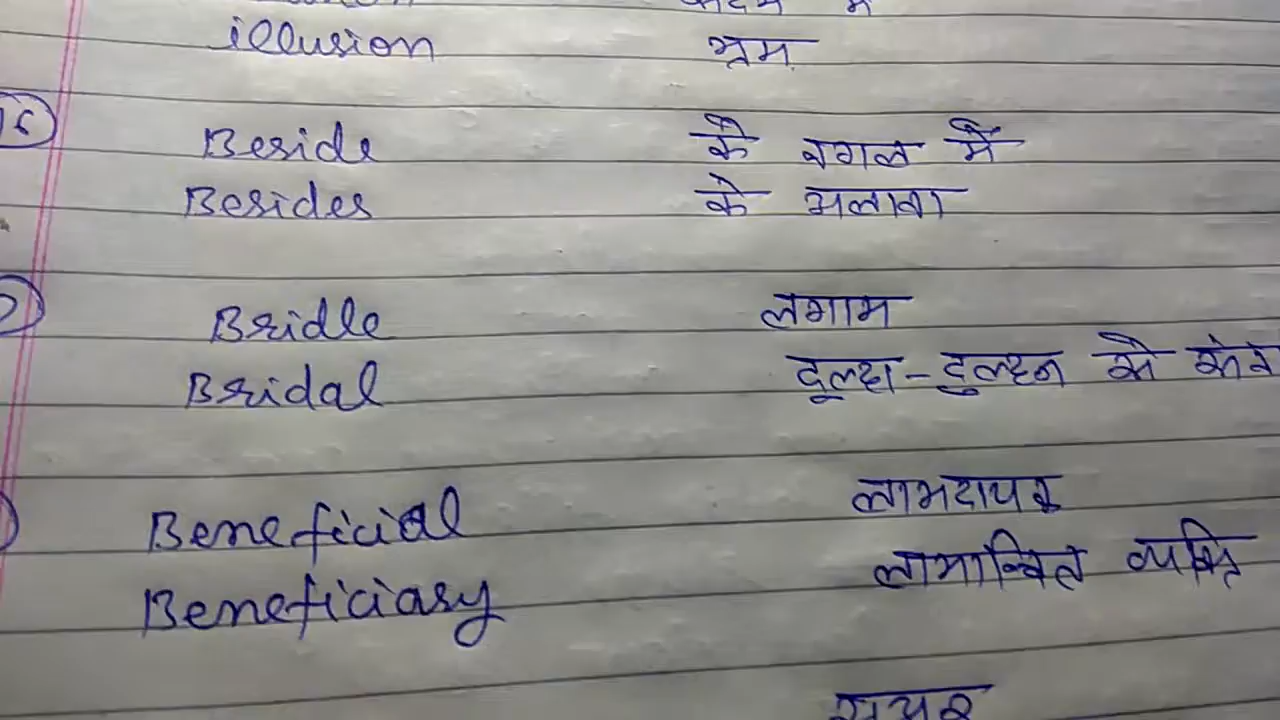 illusion भ्रम
Beside के बगल में
Besides के अलावा
Bridle लगाम
Bridal दूल्हा-दुल्हन के
Beneficial लाभदायक
Beneficiary लाभान्वित व्यक्ति